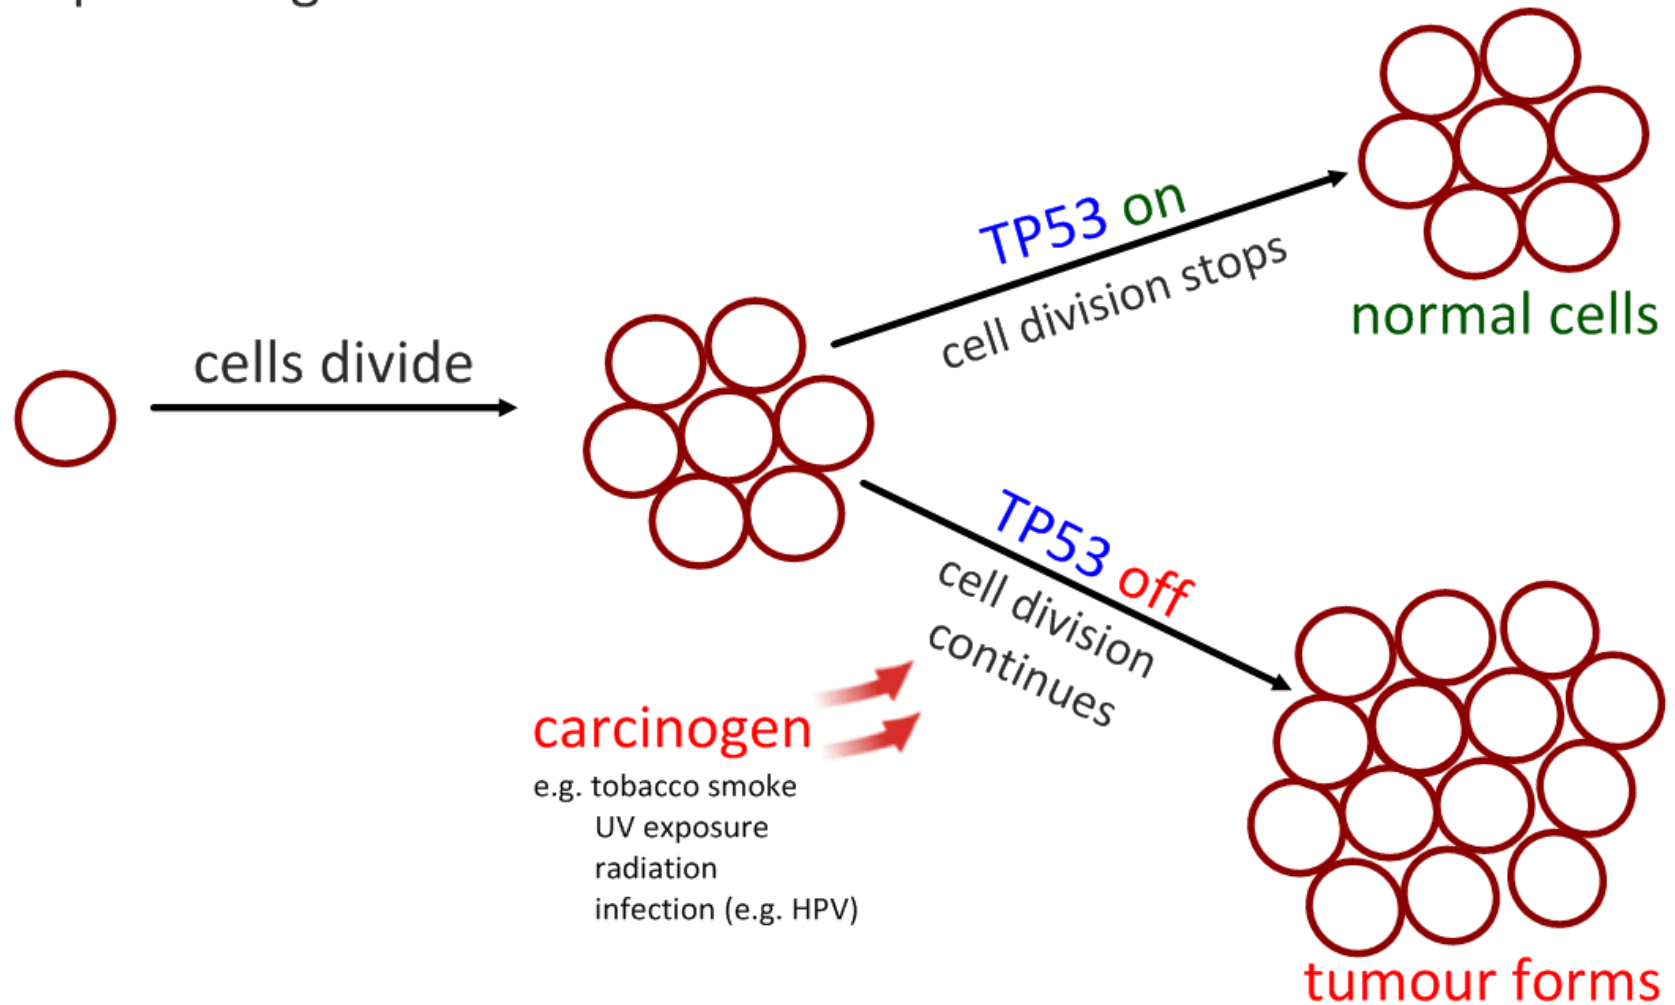 cells divide
TP53 on
cell division stops
normal cells
TP53 off
cell division
continues
carcinogen
e.g. tobacco smoke
UV exposure
radiation
infection (e.g. HPV)
tumour forms